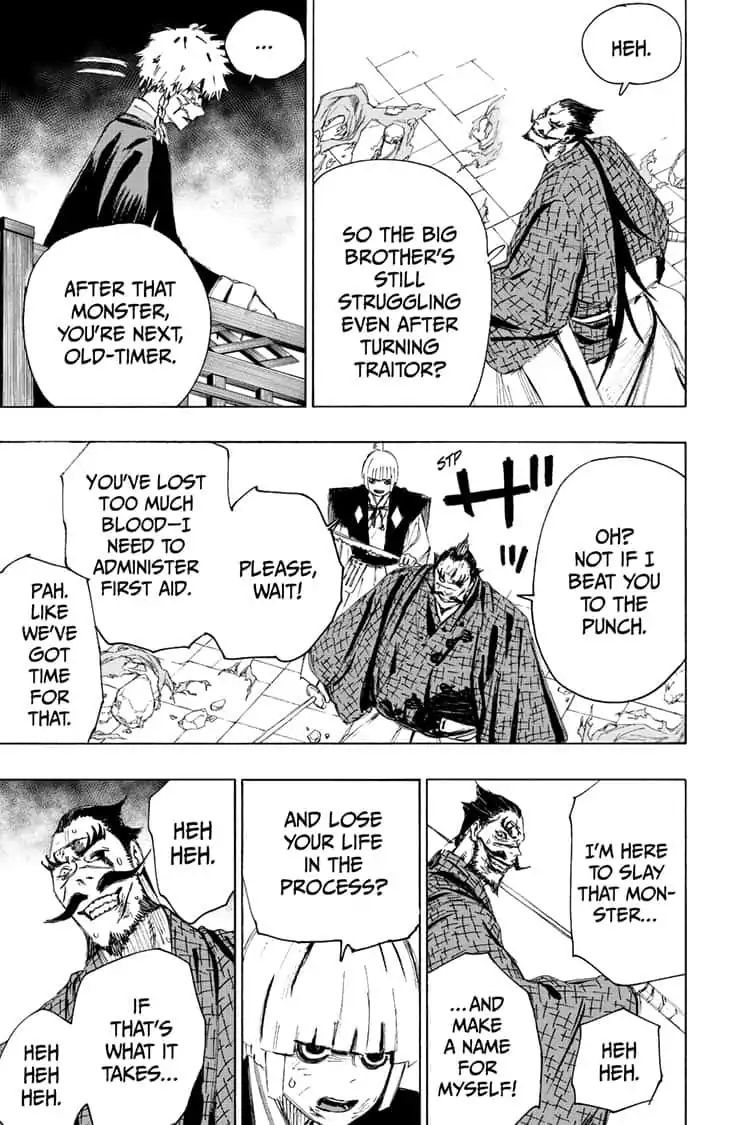 HEH.
SO THE BIG
BROTHER'S
STILL
STRUGGLING
EVEN AFTER
TURNING
TRAITOR?
...
AFTER THAT
MONSTER,
YOU'RE NEXT,
OLD-TIMER.
OH?
NOT IF I
BEAT YOU
TO THE
PUNCH.
STP
ザッ
PLEASE,
WAIT!
YOU'VE LOST
TOO MUCH
BLOOD—I
NEED TO
ADMINISTER
FIRST AID.
PAH.
LIKE
WE'VE
GOT
TIME
FOR
THAT.
I'M HERE
TO SLAY
THAT MON-
STER...
...AND
MAKE
A NAME
FOR
MYSELF!
HEH
HEH.
AND LOSE
YOUR LIFE
IN THE
PROCESS?
HEH
HEH.
IF
THAT'S
WHAT IT
TAKES...
HEH
HEH
HEH.